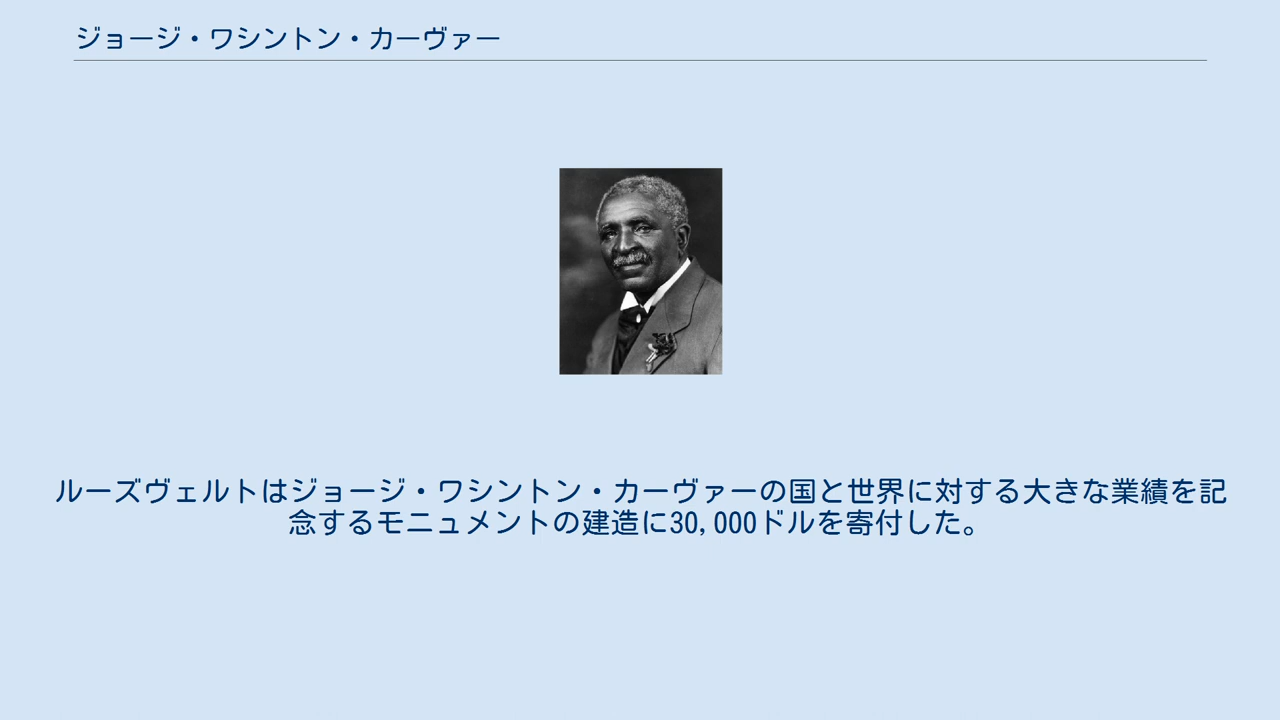 ジョージ・ワシントン・カーヴァー
ルーズヴェルトはジョージ・ワシントン・カーヴァーの国と世界に対する大きな業績を記
念するモニュメントの建造に30,000ドルを寄付した。